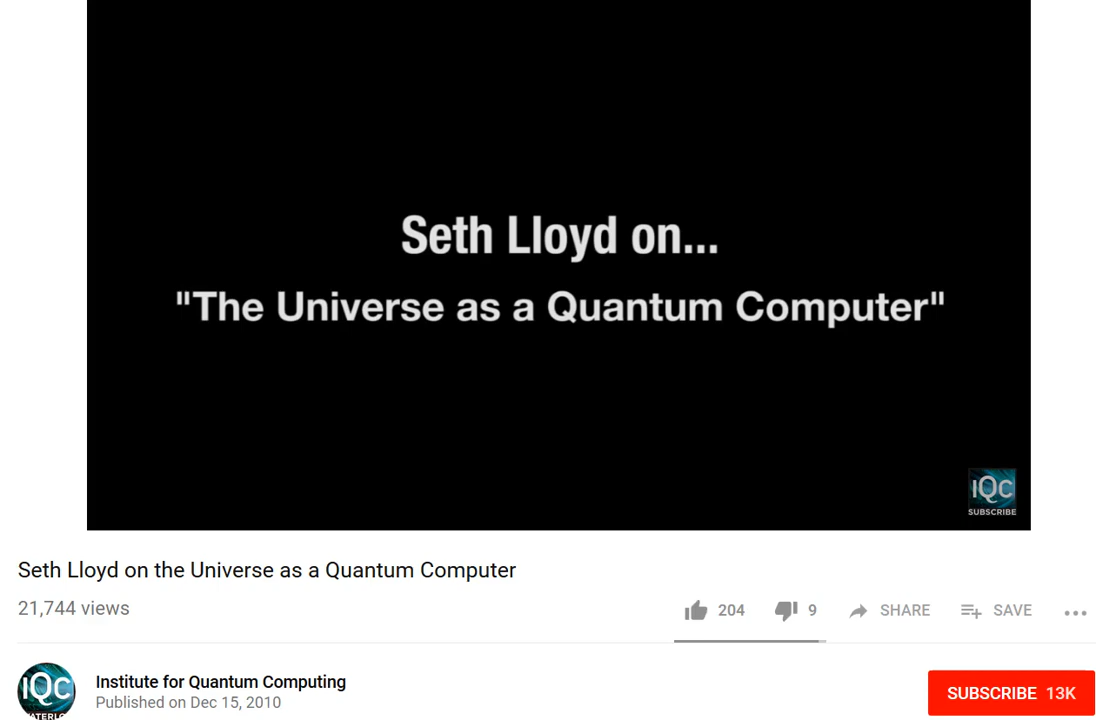 Seth Lloyd on...
"The Universe as a Quantum Computer"
IQC
SUBSCRIBE
Seth Lloyd on the Universe as a Quantum Computer
21,744 views
204 9 SHARE SAVE
IQC
Institute for Quantum Computing
Published on Dec 15, 2010
SUBSCRIBE 13K